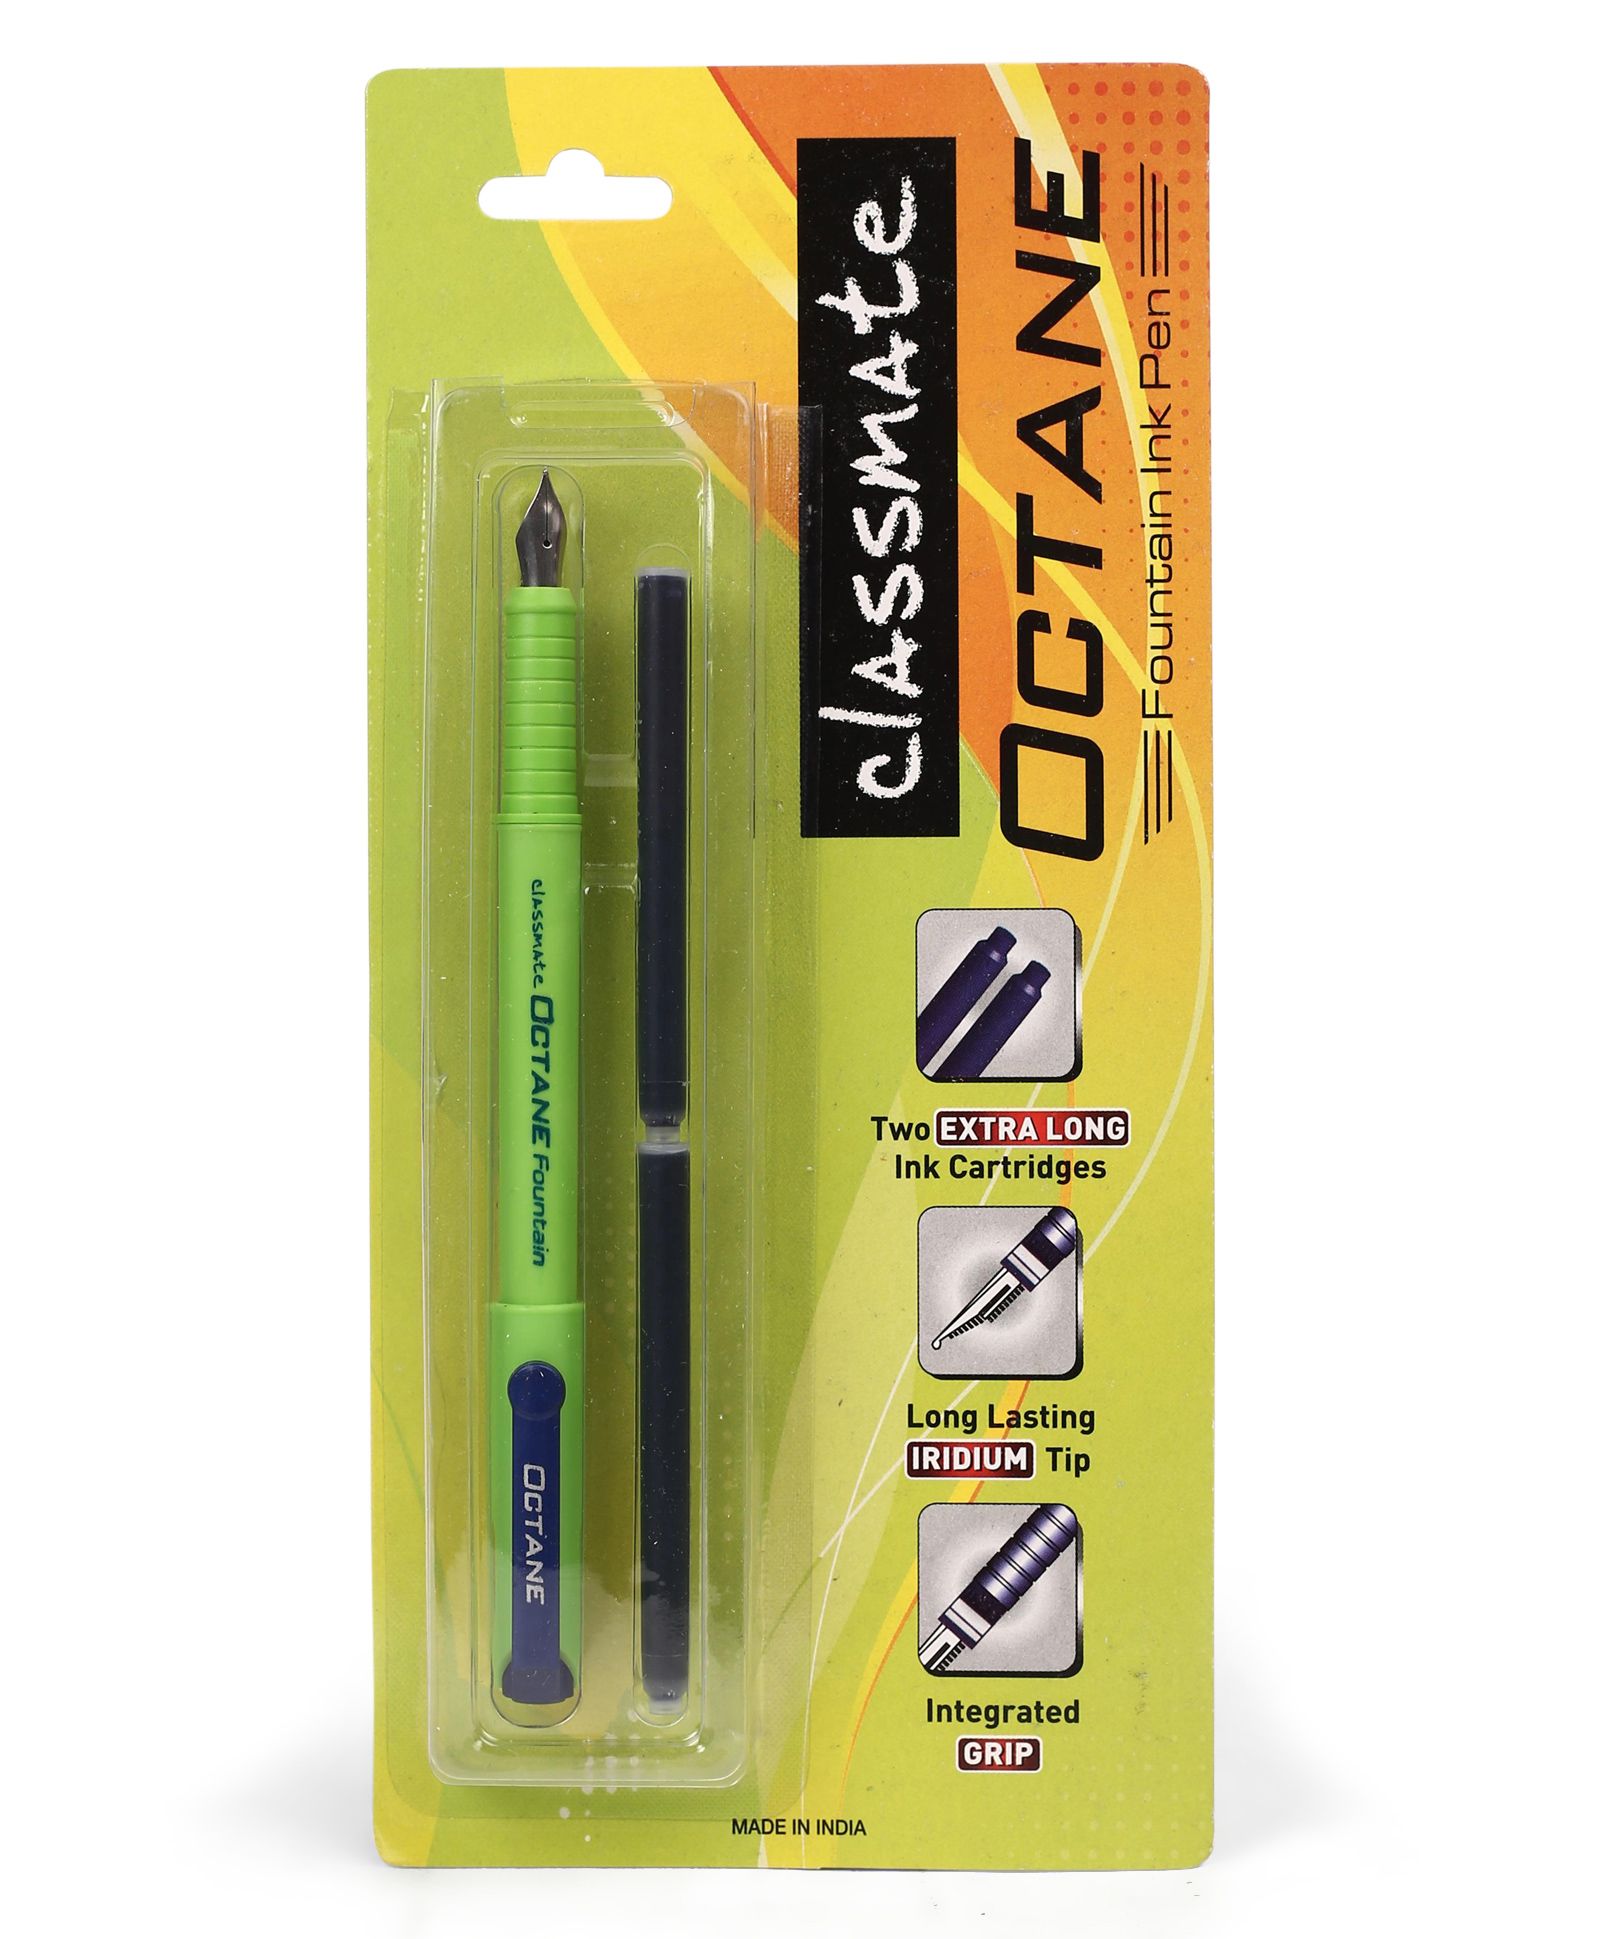 classmate
OCTANE
Fountain Ink Pen
classmate OCTANE Fountain
OCTANE
Two EXTRA LONG
Ink Cartridges
Long Lasting
IRIDIUM Tip
Integrated
GRIP
MADE IN INDIA